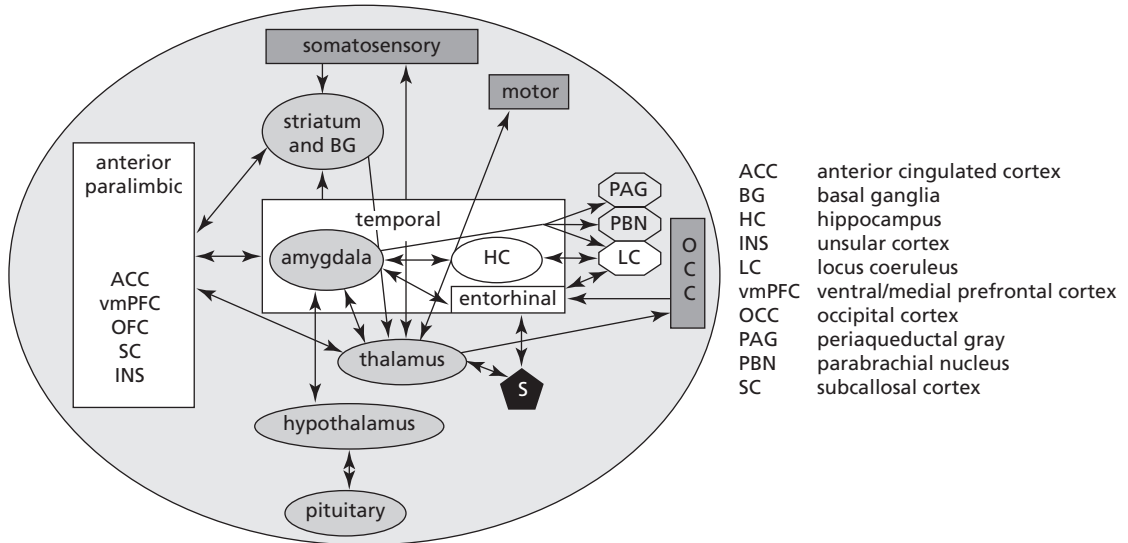 somatosensory
motor
striatum
and BG
anterior
paralimbic
temporal
PAG
PBN
amygdala
HC
LC
O
C
C
ACC
vmPFC
OFC
SC
INS
entorhinal
thalamus
S
hypothalamus
pituitary
ACC anterior cingulated cortex
BG basal ganglia
HC hippocampus
INS unsular cortex
LC locus coeruleus
vmPFC ventral/medial prefrontal cortex
OCC occipital cortex
PAG periaqueductal gray
PBN parabrachial nucleus
SC subcallosal cortex